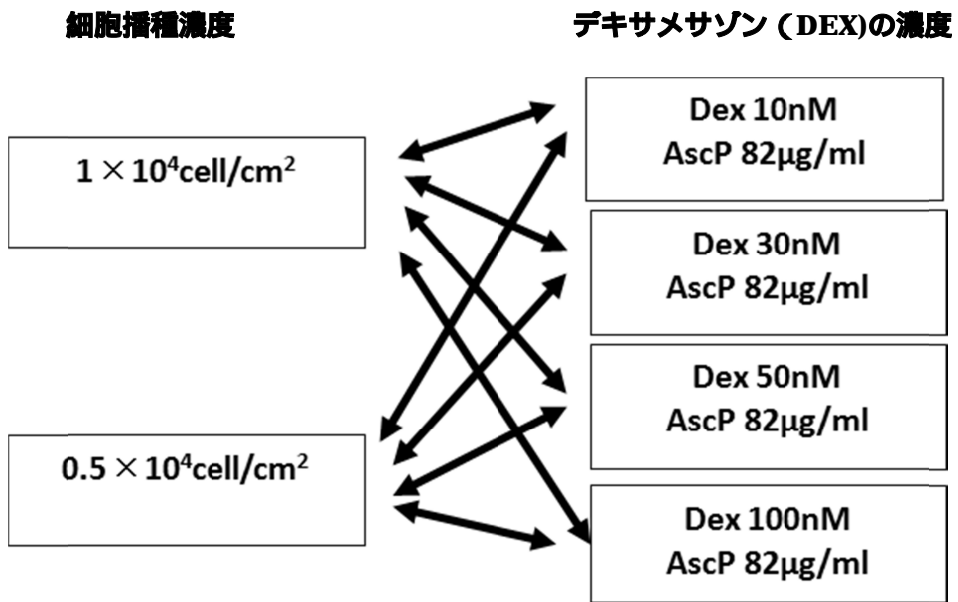 細胞播種濃度
デキサメサゾン（DEX)の濃度
1×10⁴cell/cm²
0.5×10⁴cell/cm²
Dex 10nM
AscP 82μg/ml
Dex 30nM
AscP 82μg/ml
Dex 50nM
AscP 82μg/ml
Dex 100nM
AscP 82μg/ml